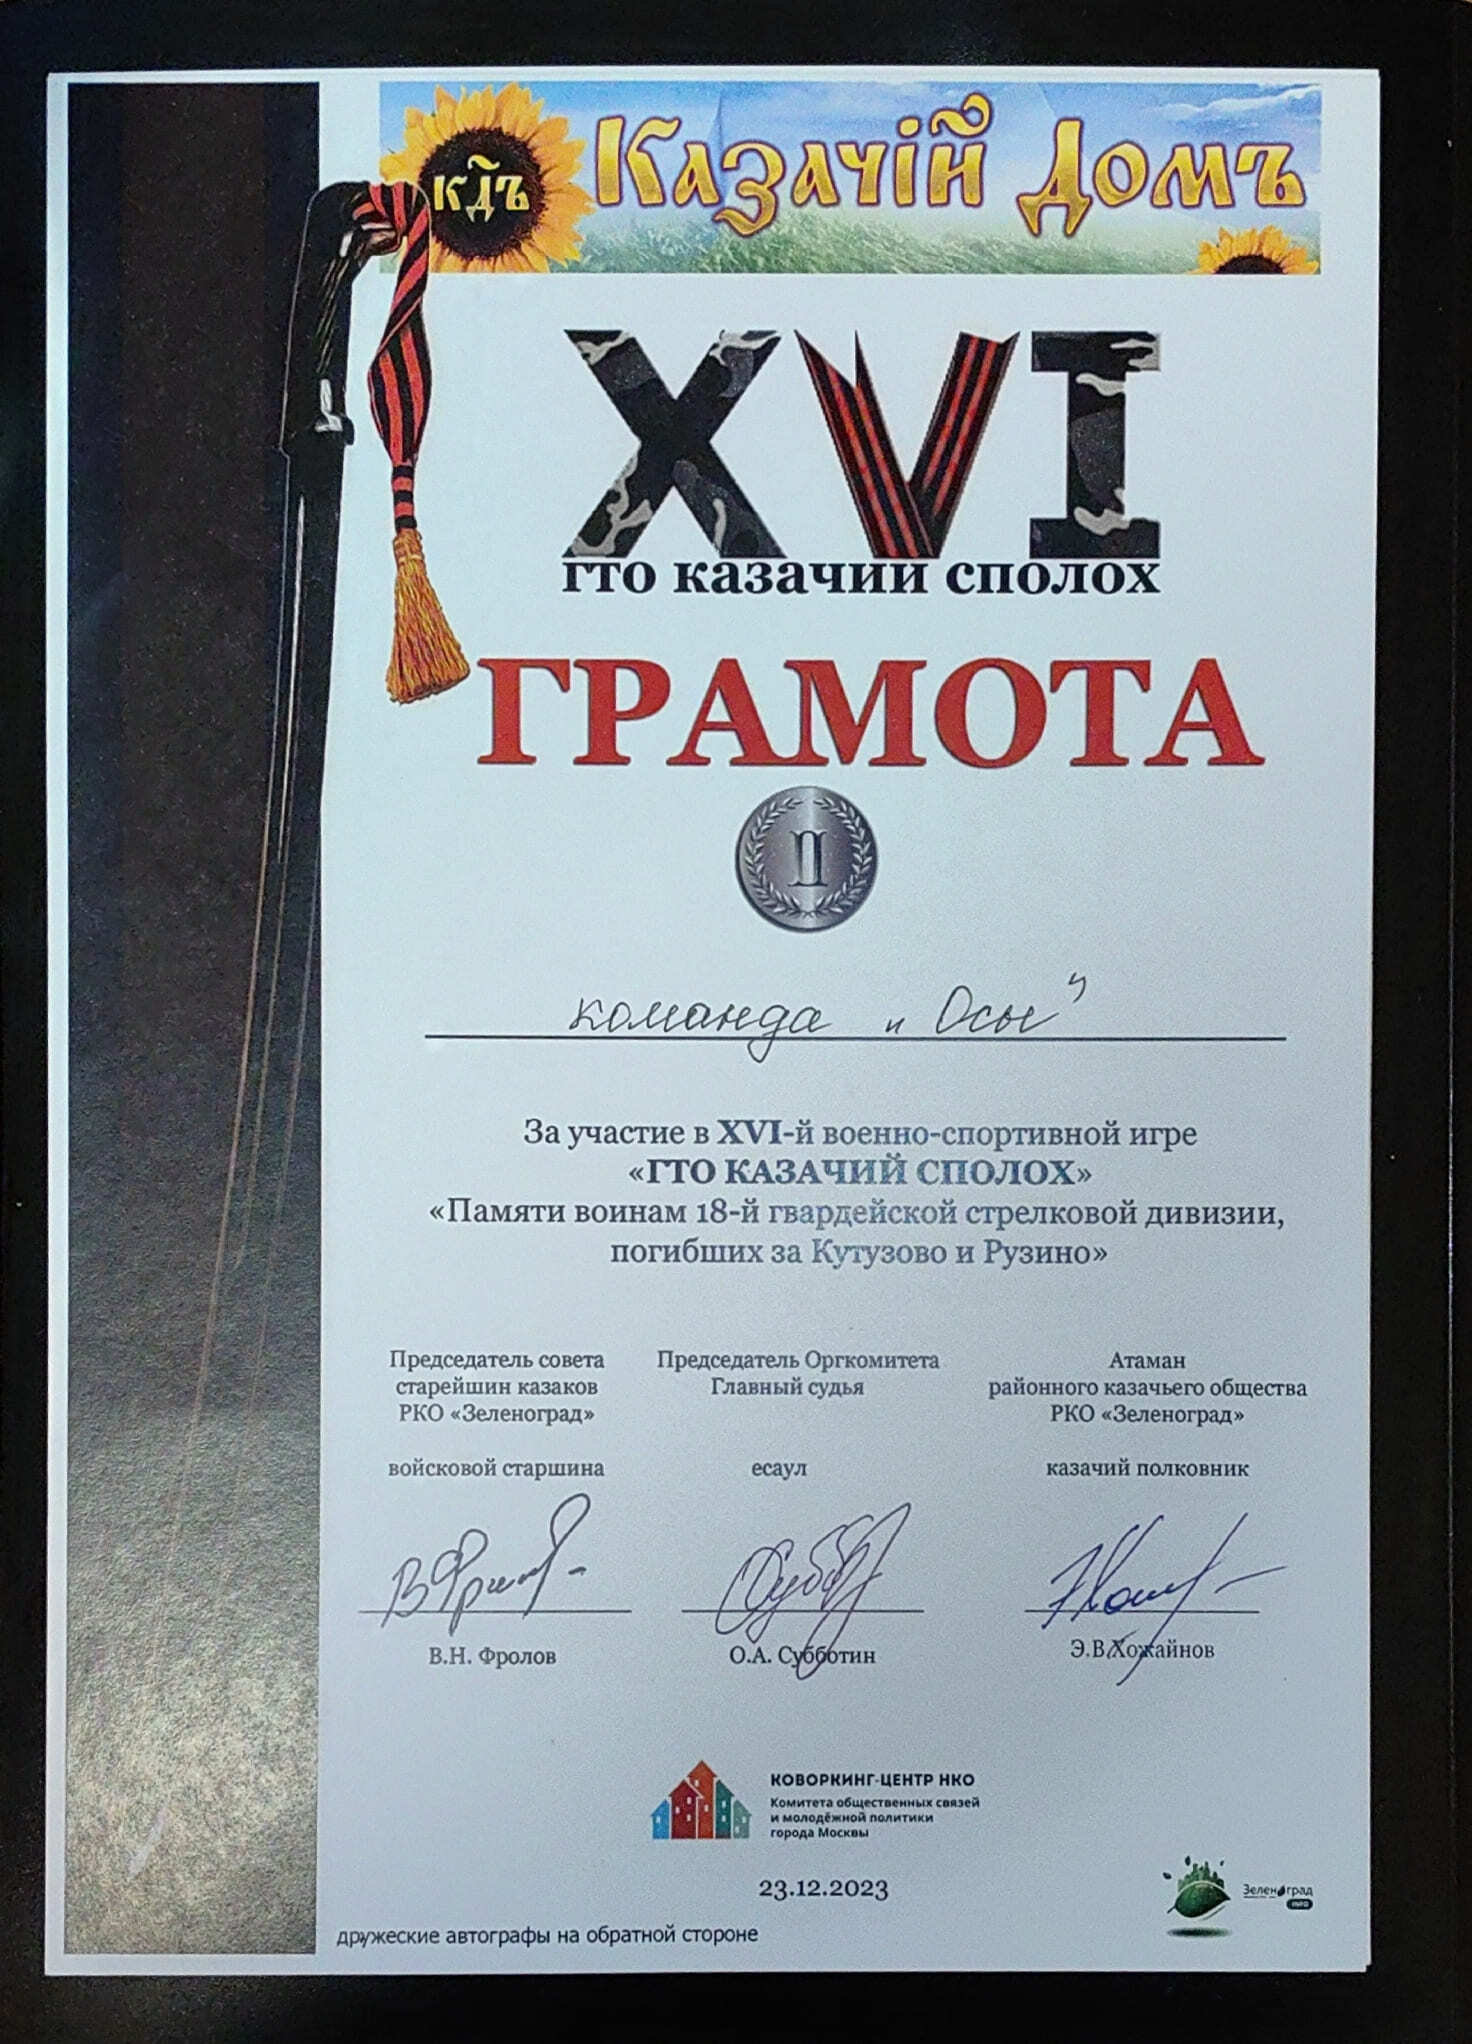 КДЪ
Казачiй Домъ
XVI
гто казачий сполох
ГРАМОТА
II
команда „Осы"
За участие в XVI-й военно-спортивной игре
«ГТО КАЗАЧИЙ СПОЛОХ»
«Памяти воинам 18-й гвардейской стрелковой дивизии,
погибших за Кутузово и Рузино»
Председатель совета
старейшин казаков
РКО «Зеленоград»
войсковой старшина
В.Н. Фролов
Председатель Оргкомитета
Главный судья
есаул
О.А. Субботин
Атаман
районного казачьего общества
РКО «Зеленоград»
казачий полковник
Э.В.Хожайнов
КОВОРКИНГ-ЦЕНТР НКО
Комитета общественных связей
и молодёжной политики
города Москвы
23.12.2023
Зеленоград
дружеские автографы на обратной стороне